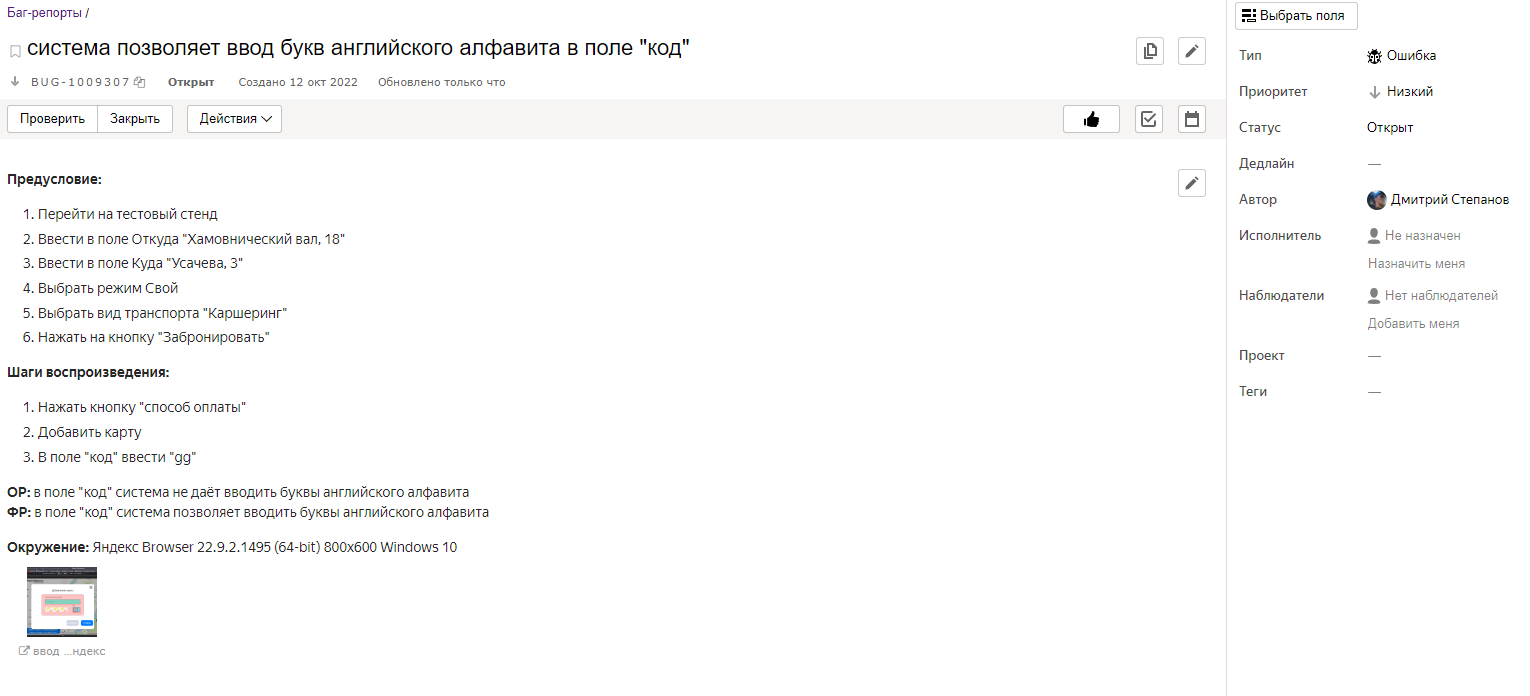 Баг-репорты /
система позволяет ввод букв английского алфавита в поле "код"
BUG-1009307 Открыт Создано 12 окт 2022 Обновлено только что
Проверить Закрыть Действия
Предусловие:
1. Перейти на тестовый стенд
2. Ввести в поле Откуда "Хамовнический вал, 18"
3. Ввести в поле Куда "Усачева, 3"
4. Выбрать режим Свой
5. Выбрать вид транспорта "Каршеринг"
6. Нажать на кнопку "Забронировать"
Шаги воспроизведения:
1. Нажать кнопку "способ оплаты"
2. Добавить карту
3. В поле "код" ввести "gg"
ОР: в поле "код" система не даёт вводить буквы английского алфавита
ФР: в поле "код" система позволяет вводить буквы английского алфавита
Окружение: Яндекс Browser 22.9.2.1495 (64-bit) 800x600 Windows 10
ввод ...ндекс
Выбрать поля
Тип Ошибка
Приоритет Низкий
Статус Открыт
Дедлайн —
Автор Дмитрий Степанов
Исполнитель Не назначен
Назначить меня
Наблюдатели Нет наблюдателей
Добавить меня
Проект —
Теги —